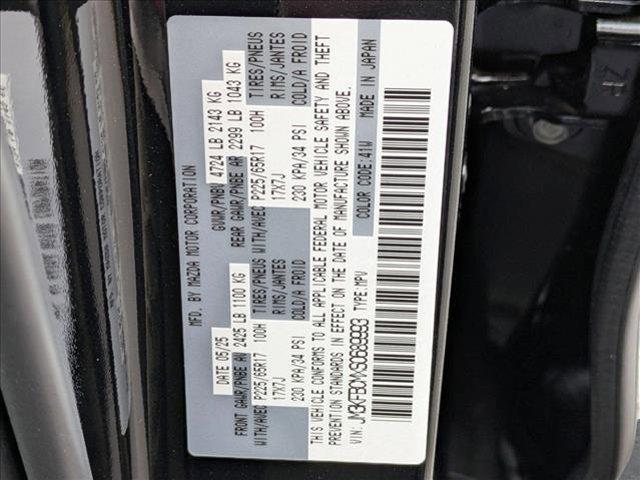 MFD. BY MAZDA MOTOR CORPORATION
DATE 05/25 GVWR/PNBV 4724 LB 2143 KG
FRONT GAWR/PNBE AV 2425 LB 1100 KG REAR GAWR/PNBE AR 2299 LB 1043 KG
WITH/AVEC P225/65R17 100H TIRES/PNEUS WITH/AVEC P225/65R17 100H TIRES/PNEUS
17X7J RIMS/JANTES 17X7J RIMS/JANTES
230 KPA/34 PSI COLD/A FROID 230 KPA/34 PSI COLD/A FROID
THIS VEHICLE CONFORMS TO ALL APPLICABLE FEDERAL MOTOR VEHICLE SAFETY AND THEFT
PREVENTION STANDARDS IN EFFECT ON THE DATE OF MANUFACTURE SHOWN ABOVE.
VIN: TYPE:MPV COLOR CODE:41W MADE IN JAPAN